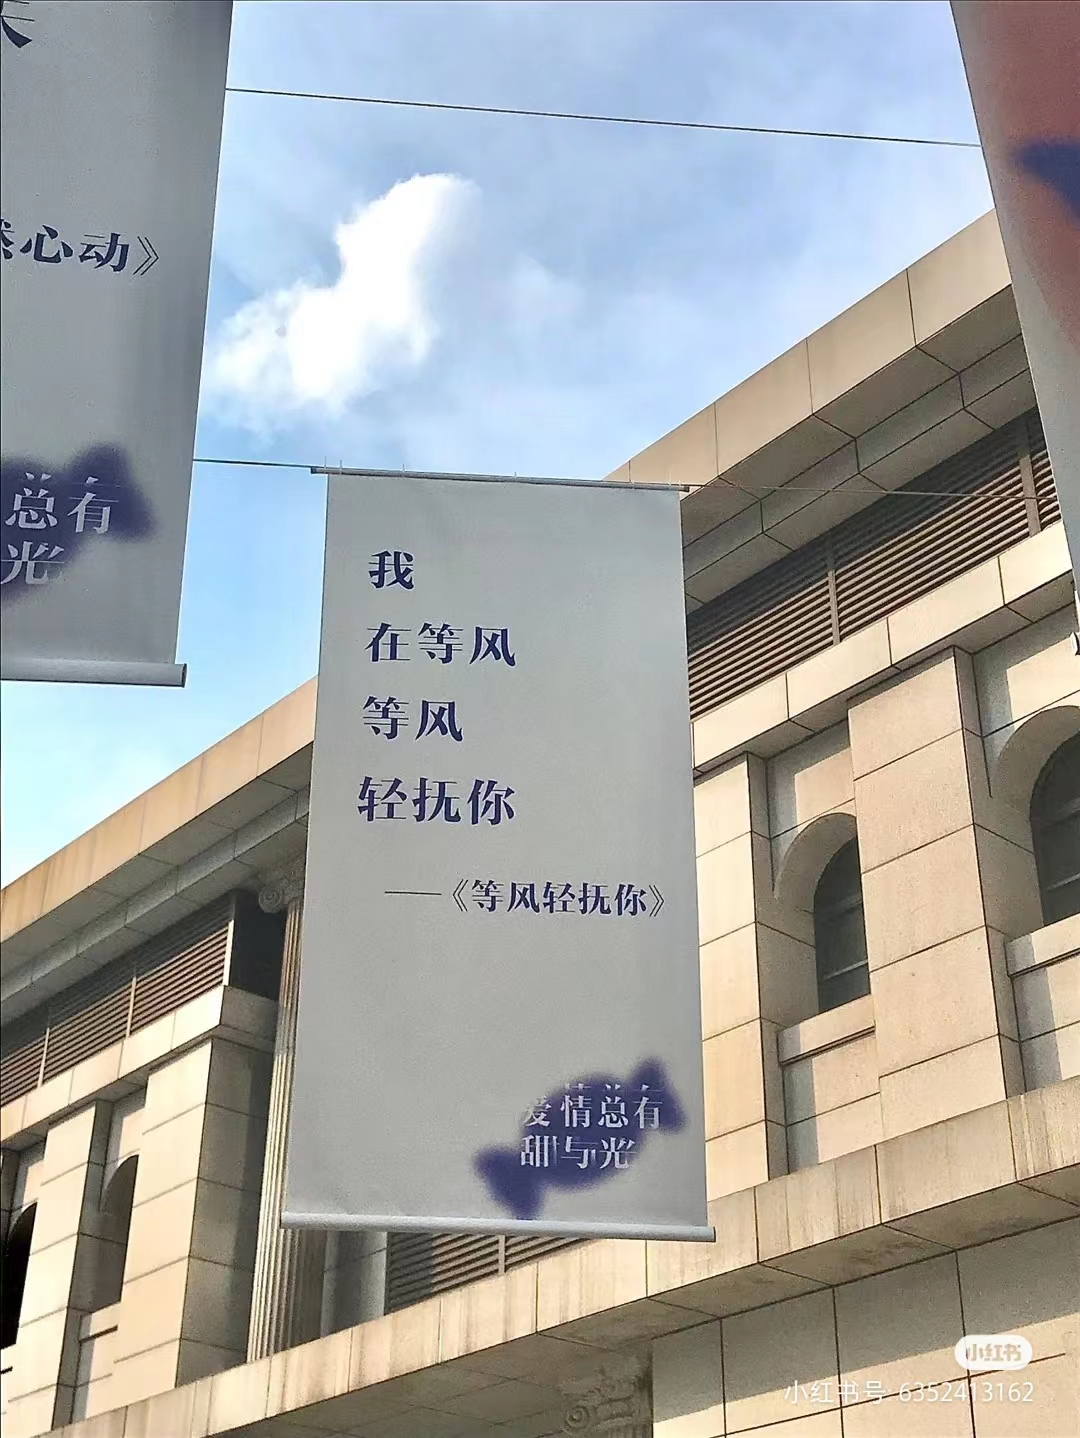 心动》
总有
光
我
在等风
等风
轻抚你
——《等风轻抚你》
爱情总有
甜与光
小红书
小红书号 6352413162